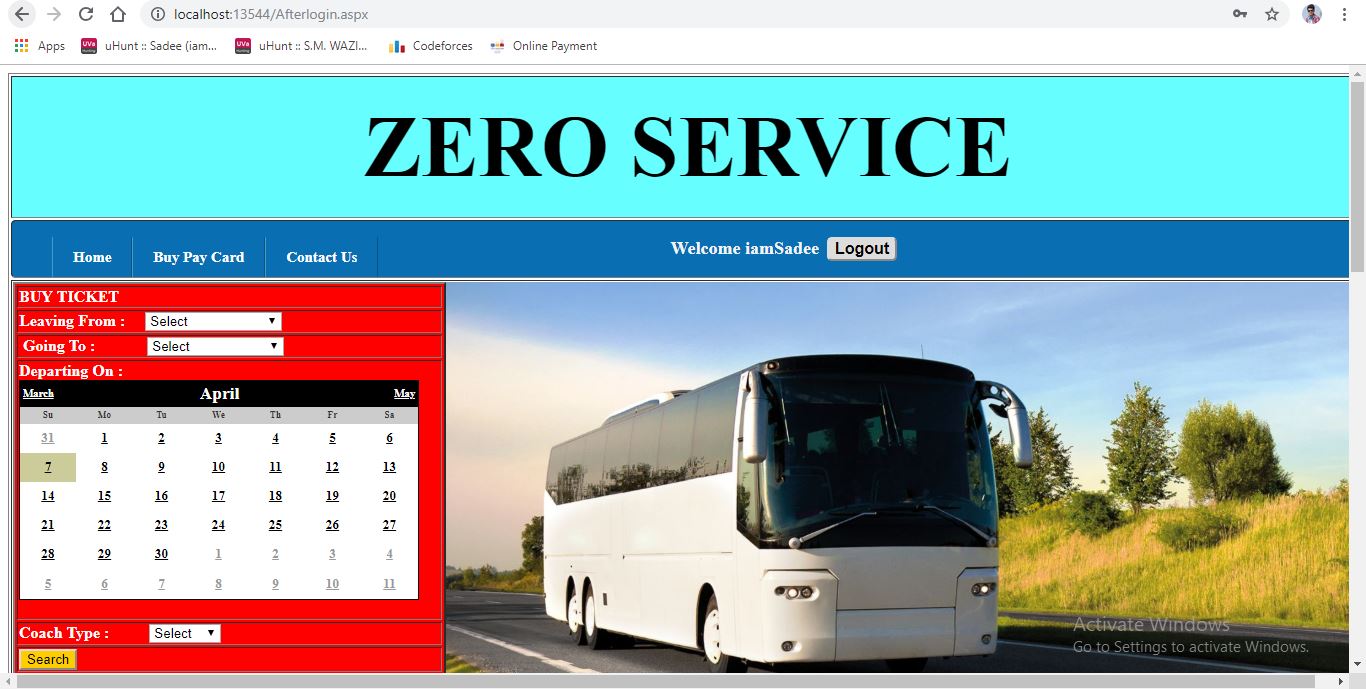 localhost:13544/Afterlogin.aspx
Apps uHunt :: Sadee (iam... uHunt :: S.M. WAZI... Codeforces Online Payment
ZERO SERVICE
Home Buy Pay Card Contact Us Welcome iamSadee Logout
BUY TICKET
Leaving From : Select
Going To : Select
Departing On :
March April May
Su Mo Tu We Th Fr Sa
31 1 2 3 4 5 6
7 8 9 10 11 12 13
14 15 16 17 18 19 20
21 22 23 24 25 26 27
28 29 30 1 2 3 4
5 6 7 8 9 10 11
Coach Type : Select
Search
Activate Windows
Go to Settings to activate Windows.